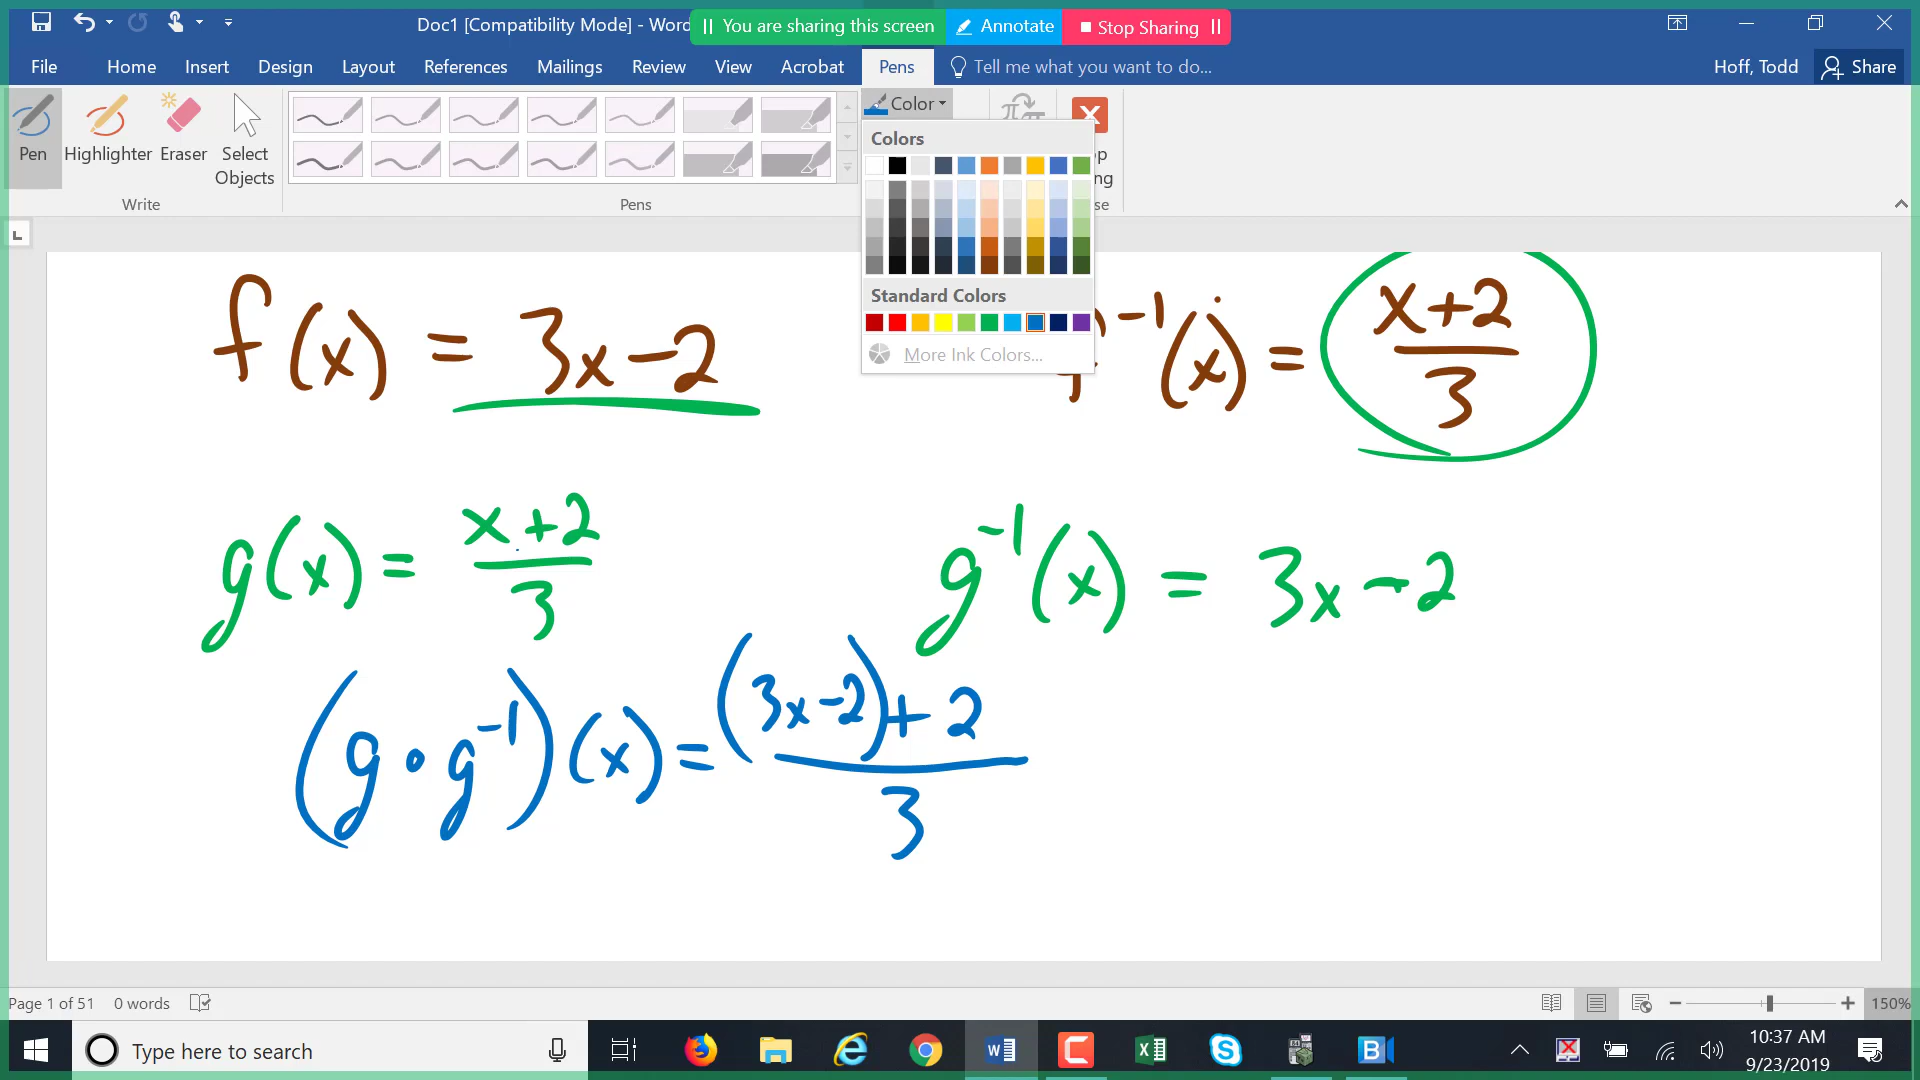 Doc1 [Compatibility Mode] - Word
You are sharing this screen
Annotate
Stop Sharing
File Home Insert Design Layout References Mailings Review View Acrobat Pens Tell me what you want to do... Hoff, Todd Share
Color
Colors
Pen Highlighter Eraser Select Objects
Write Pens
Standard Colors
More Ink Colors...
f(x) = 3x-2
⁻¹(x) = x+2 / 3
g(x) = x+2 / 3
g⁻¹(x) = 3x-2
(g ∘ g⁻¹)(x) = (3x-2)+2 / 3
Page 1 of 51 0 words 150%
Type here to search
10:37 AM
9/23/2019